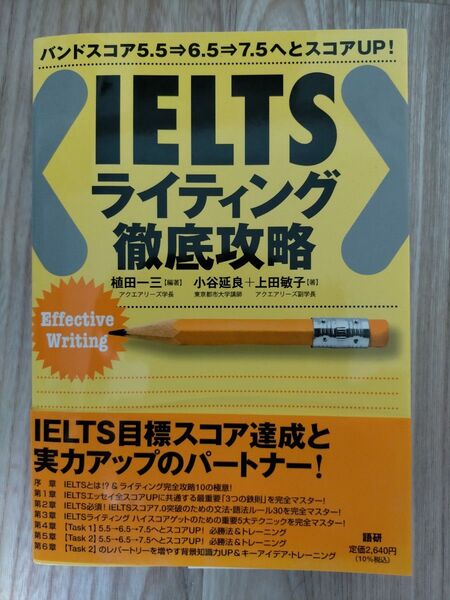 バンドスコア5.5⇒6.5⇒7.5へとスコアUP!
IELTS
ライティング
徹底攻略
植田一三[編著] 小谷延良+上田敏子[著]
アクエアリーズ学長 東京都市大学講師 アクエアリーズ副学長
Effective
Writing
IELTS目標スコア達成と
実力アップのパートナー!
序 章 IELTSとは!? & ライティング完全攻略10の極意!
第1章 IELTSエッセイ全スコアUPに共通する最重要「3つの鉄則」を完全マスター!
第2章 IELTS必須! IELTSスコア7.0突破のための文法・語法ルール30を完全マスター!
第3章 IELTSライティング ハイスコアゲットのための重要5大テクニックを完全マスター!
第4章 【Task 1】5.5→6.5→7.5へとスコアUP! 必勝法&トレーニング
第5章 【Task 2】5.5→6.5→7.5へとスコアUP! 必勝法&トレーニング
第6章 【Task 2】のレパートリーを増やす背景知識力UP&キーアイデア・トレーニング
語研
定価2,640円
(10%税込)